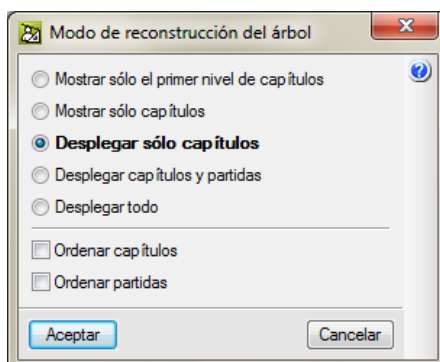 Modo de reconstrucción del árbol
Mostrar sólo el primer nivel de capítulos
Mostrar sólo capítulos
Desplegar sólo capítulos
Desplegar capítulos y partidas
Desplegar todo
Ordenar capítulos
Ordenar partidas
Aceptar Cancelar